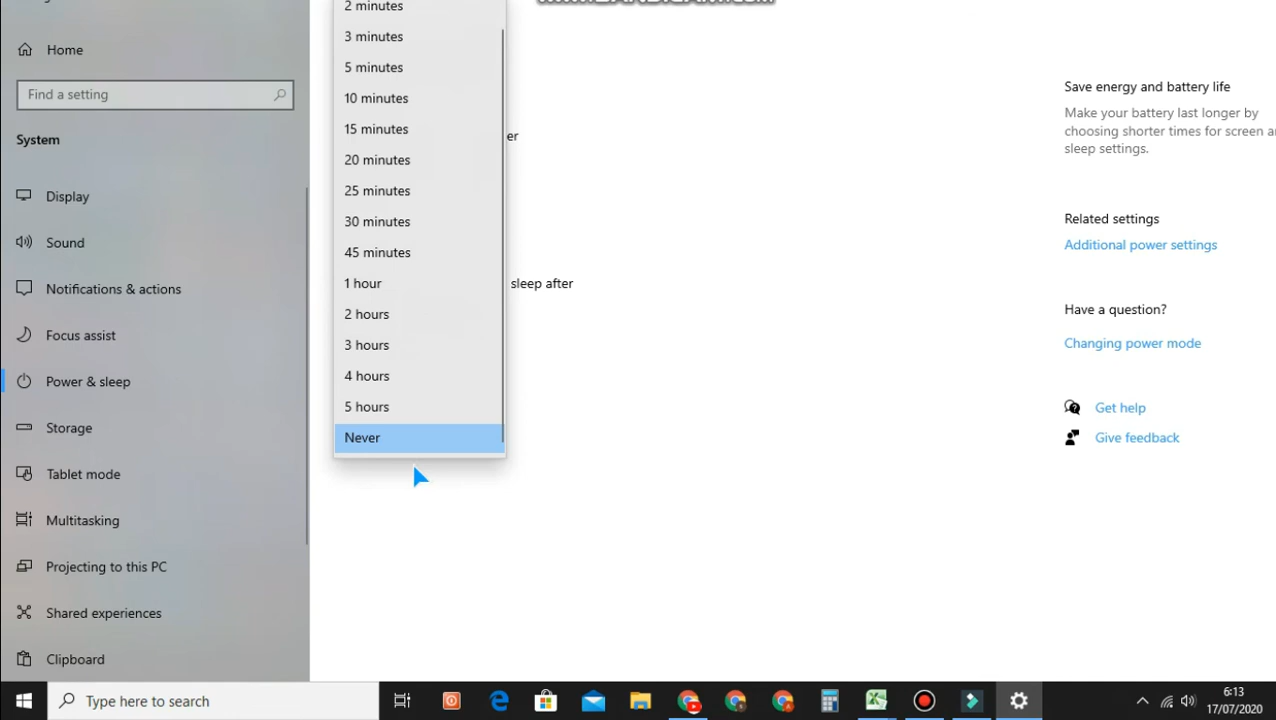 Home
Find a setting
System
Display
Sound
Notifications & actions
Focus assist
Power & sleep
Storage
Tablet mode
Multitasking
Projecting to this PC
Shared experiences
Clipboard
2 minutes
3 minutes
5 minutes
10 minutes
15 minutes
20 minutes
25 minutes
30 minutes
45 minutes
1 hour
2 hours
3 hours
4 hours
5 hours
Never
er
sleep after
Save energy and battery life
Make your battery last longer by
choosing shorter times for screen a
sleep settings.
Related settings
Additional power settings
Have a question?
Changing power mode
Get help
Give feedback
Type here to search
6:13
17/07/2020